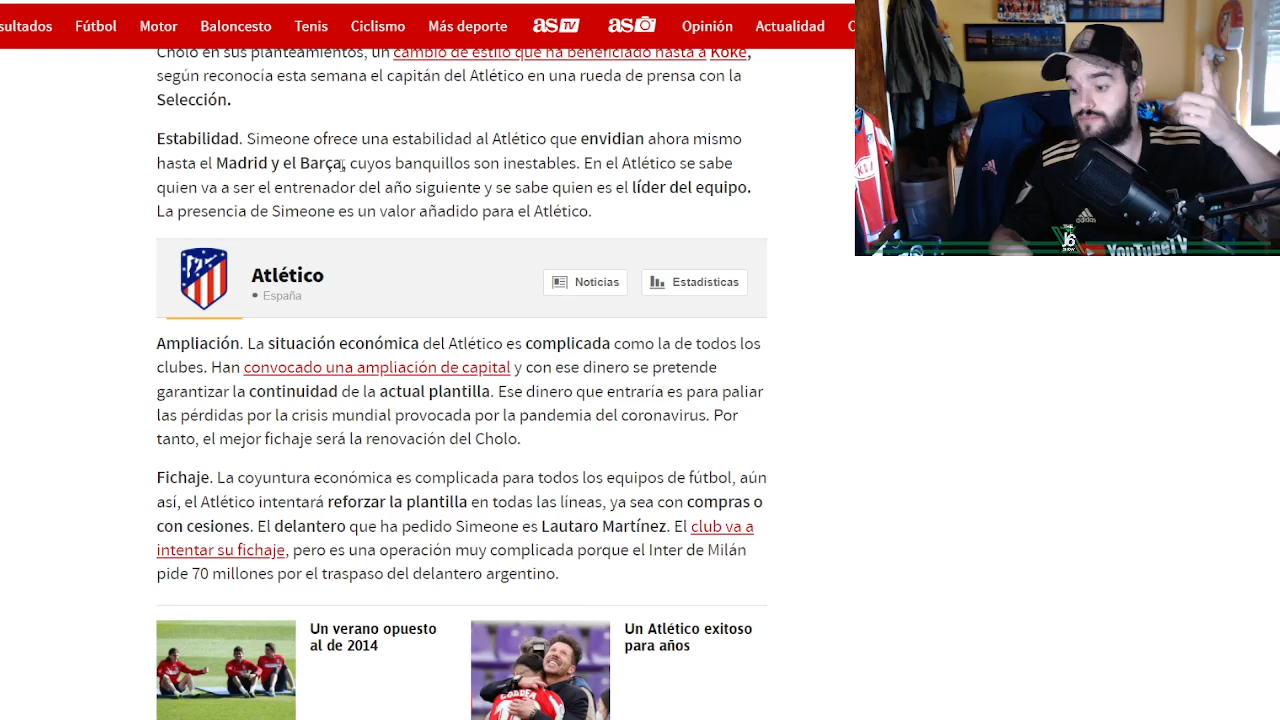 sultados Fútbol Motor Baloncesto Tenis Ciclismo Más deporte as TV as Opinión Actualidad
Cholo en sus planteamientos, un cambio de estilo que ha beneficiado hasta a Koke,
según reconocía esta semana el capitán del Atlético en una rueda de prensa con la
Selección.
Estabilidad. Simeone ofrece una estabilidad al Atlético que envidian ahora mismo
hasta el Madrid y el Barça, cuyos banquillos son inestables. En el Atlético se sabe
quien va a ser el entrenador del año siguiente y se sabe quien es el líder del equipo.
La presencia de Simeone es un valor añadido para el Atlético.
Atlético
• España
Noticias
Estadísticas
Ampliación. La situación económica del Atlético es complicada como la de todos los
clubes. Han convocado una ampliación de capital y con ese dinero se pretende
garantizar la continuidad de la actual plantilla. Ese dinero que entraría es para paliar
las pérdidas por la crisis mundial provocada por la pandemia del coronavirus. Por
tanto, el mejor fichaje será la renovación del Cholo.
Fichaje. La coyuntura económica es complicada para todos los equipos de fútbol, aún
así, el Atlético intentará reforzar la plantilla en todas las líneas, ya sea con compras o
con cesiones. El delantero que ha pedido Simeone es Lautaro Martínez. El club va a
intentar su fichaje, pero es una operación muy complicada porque el Inter de Milán
pide 70 millones por el traspaso del delantero argentino.
Un verano opuesto
al de 2014
Un Atlético exitoso
para años
CORREA
adidas
J6
YouTubeTV